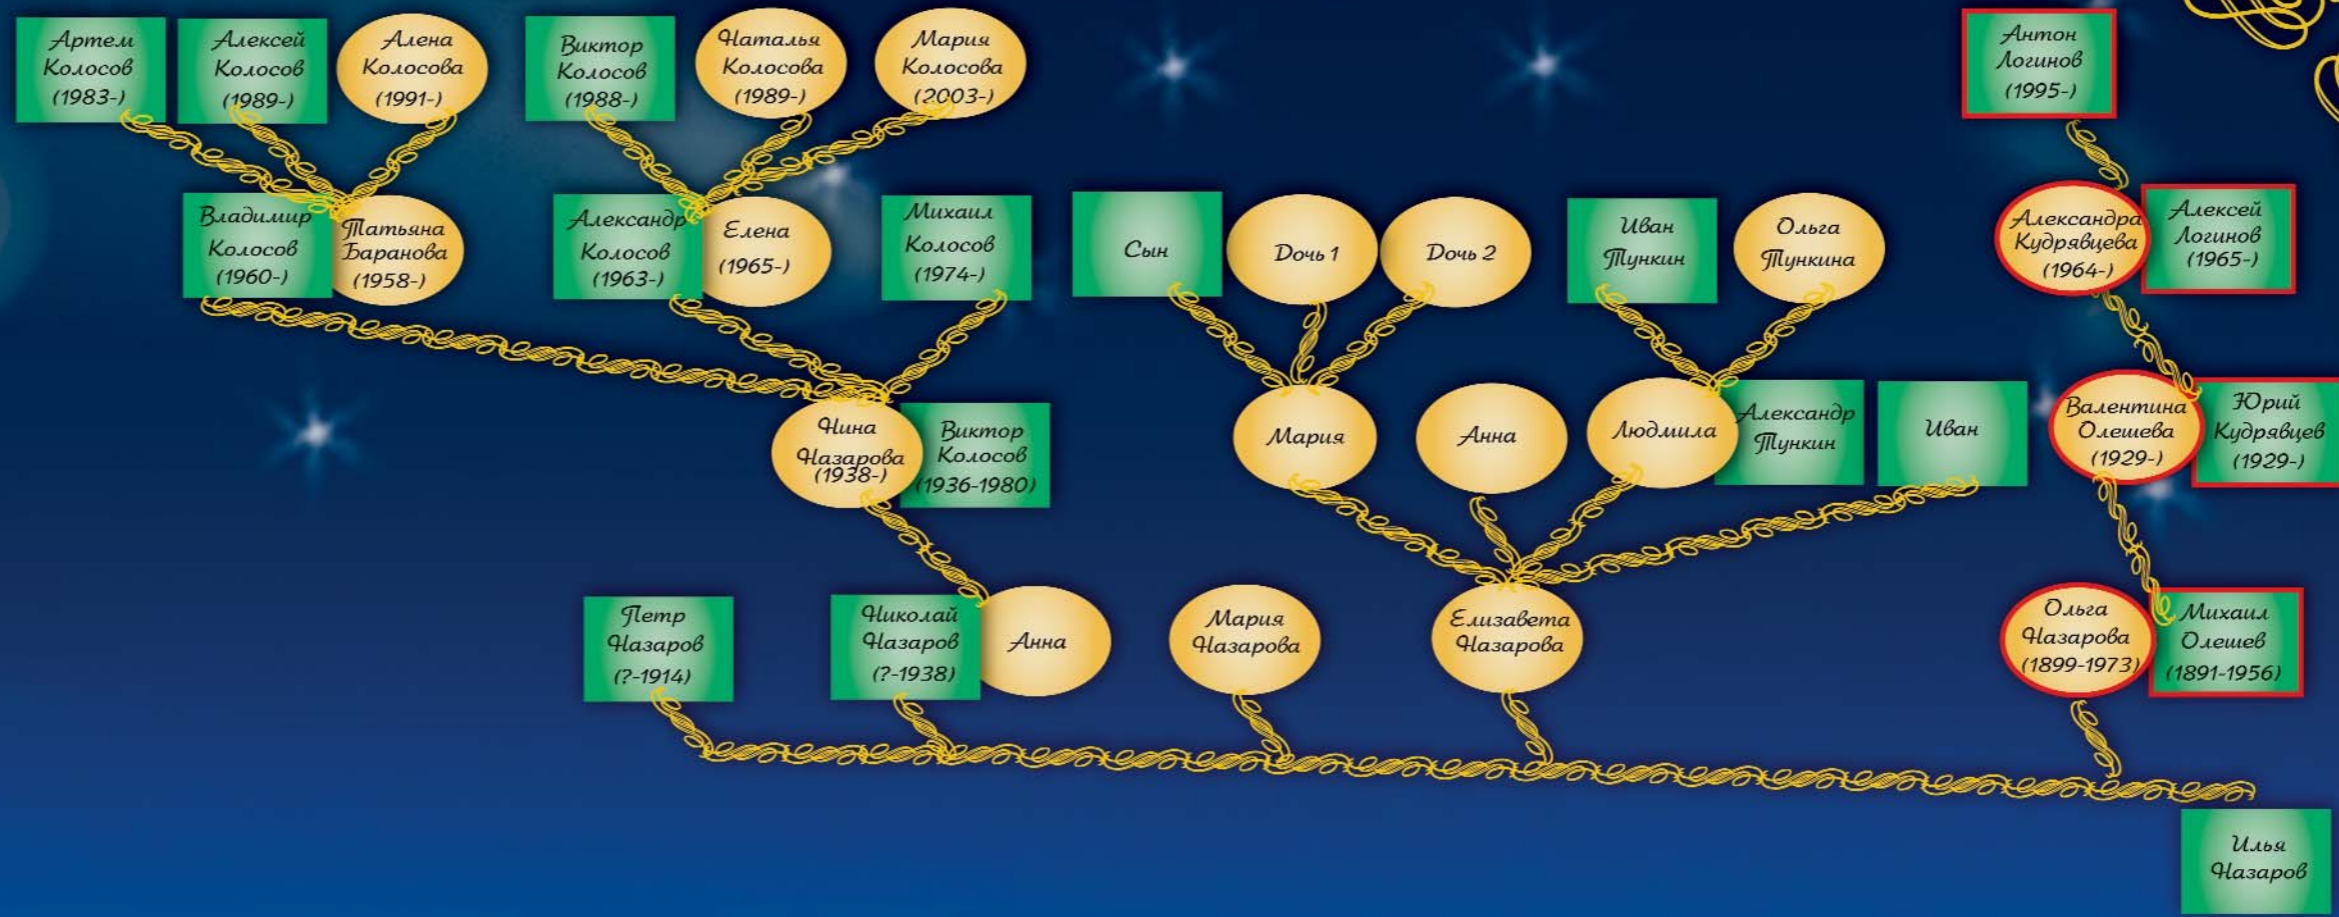 Артем
Колосов
(1983-)
Алексей
Колосов
(1989-)
Алена
Колосова
(1991-)
Виктор
Колосов
(1988-)
Наталья
Колосова
(1989-)
Мария
Колосова
(2003-)
Антон
Логинов
(1995-)
Владимир
Колосов
(1960-)
Татьяна
Баранова
(1958-)
Александр
Колосов
(1963-)
Елена
(1965-)
Михаил
Колосов
(1974-)
Сын
Дочь 1
Дочь 2
Иван
Тункин
Ольга
Тункина
Александра
Кудрявцева
(1964-)
Алексей
Логинов
(1965-)
Нина
Назарова
(1938-)
Виктор
Колосов
(1936-1980)
Мария
Анна
Людмила
Александр
Тункин
Иван
Валентина
Олешева
(1929-)
Юрий
Кудрявцев
(1929-)
Петр
Назаров
(?-1914)
Николай
Назаров
(?-1938)
Анна
Мария
Назарова
Елизавета
Назарова
Ольга
Назарова
(1899-1973)
Михаил
Олешев
(1891-1956)
Илья
Назаров